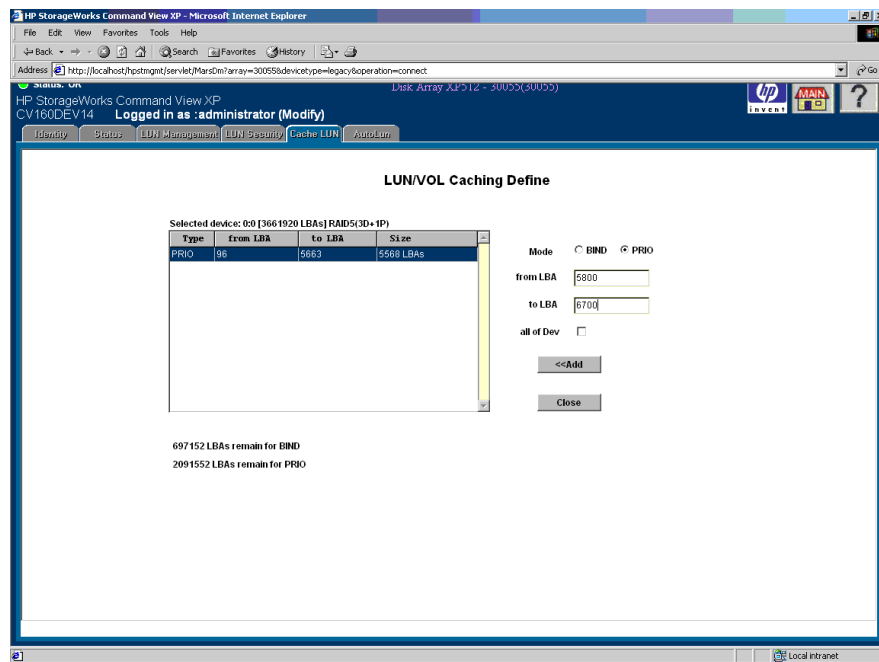 HP StorageWorks Command View XP - Microsoft Internet Explorer
File Edit View Favorites Tools Help
Back Search Favorites History
Address http://localhost/hpstmgmt/servlet/MarsDm?array=30055&devicetype=legacy&operation=connect Go
Status: OK Disk Array XP512 - 30055(30055)
HP StorageWorks Command View XP
CV160DEV14 Logged in as :administrator (Modify)
hp
invent
MAIN
?
Identity Status LUN Management LUN Security Cache LUN AutoLun
LUN/VOL Caching Define
Selected device: 0:0 [3661920 LBAs] RAID5(3D+1P)
Type from LBA to LBA Size
PRIO 96 5663 5568 LBAs
Mode BIND PRIO
from LBA 5800
to LBA 6700
all of Dev
<<Add
Close
697152 LBAs remain for BIND
2091552 LBAs remain for PRIO
Local intranet